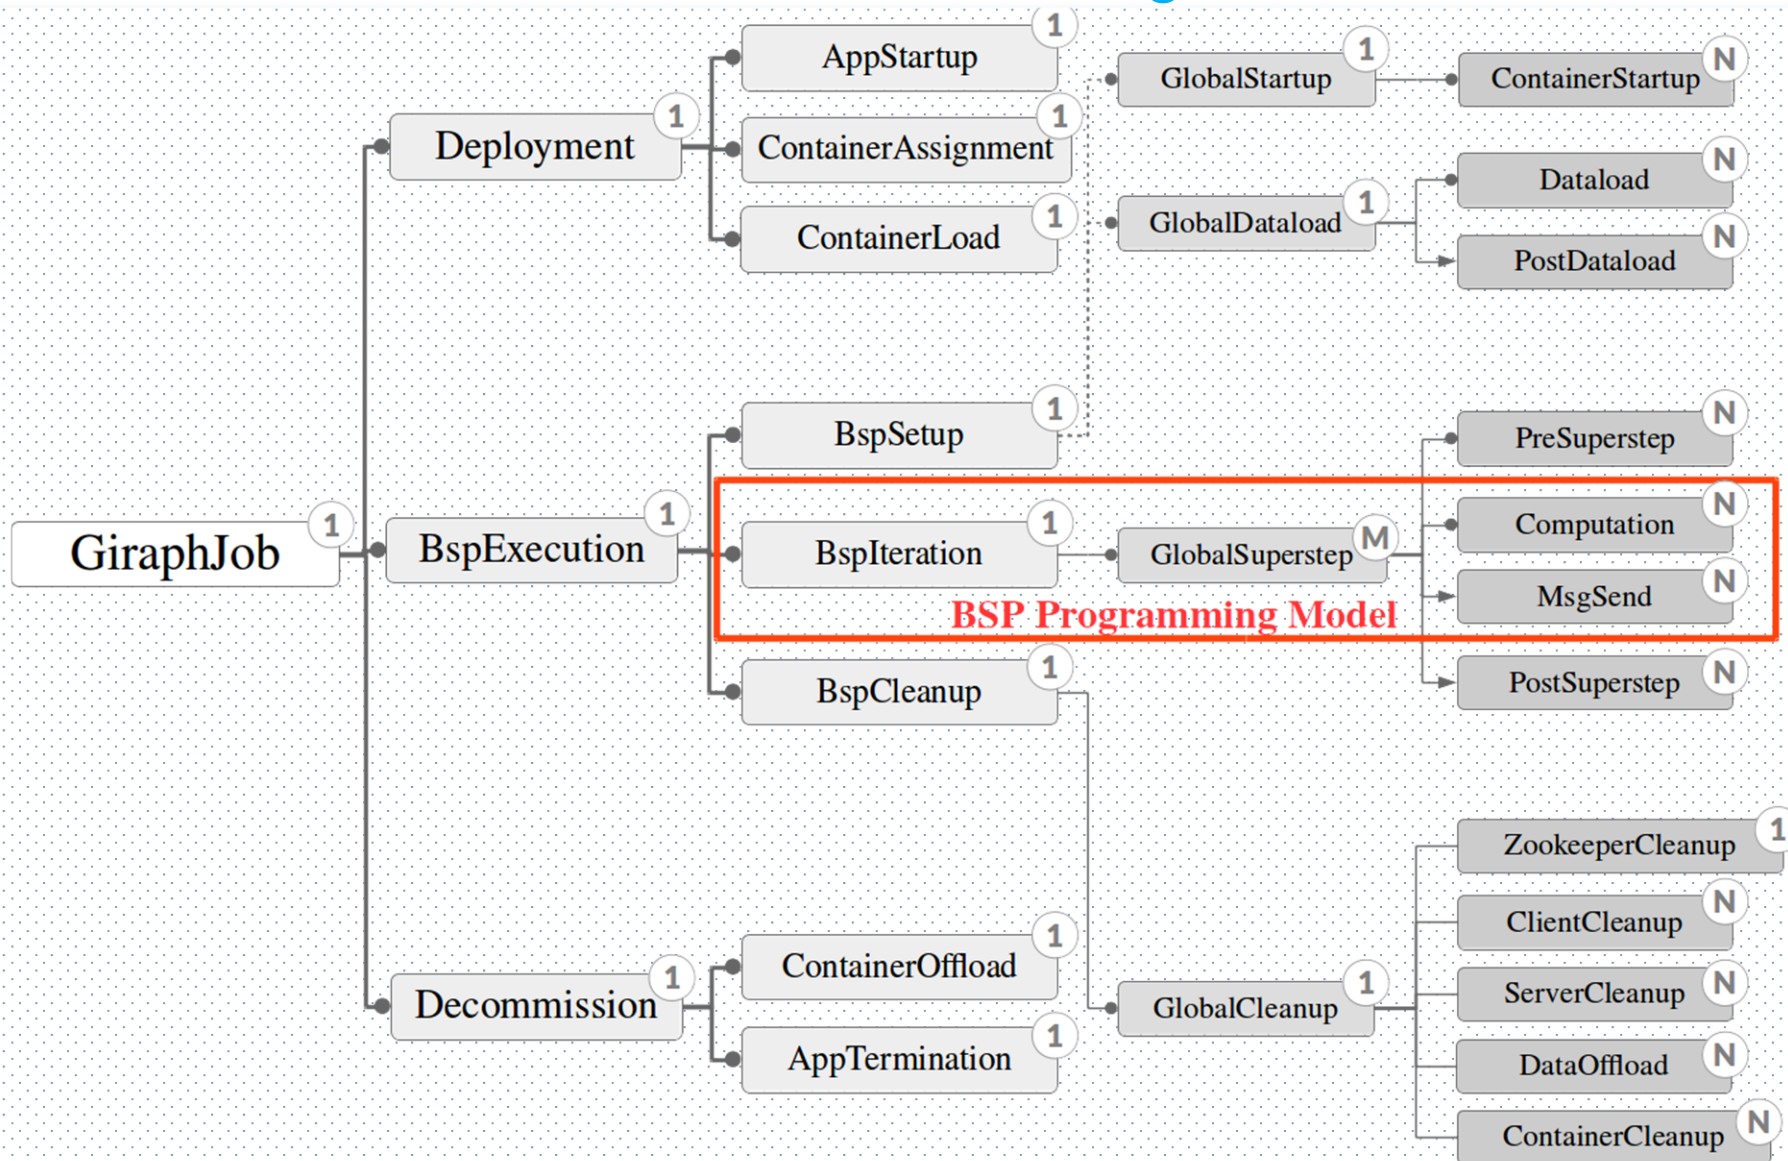 GiraphJob 1
Deployment 1
AppStartup 1
ContainerAssignment 1
ContainerLoad 1
GlobalStartup 1
ContainerStartup N
GlobalDataload 1
Dataload N
PostDataload N
BspExecution 1
BspSetup 1
BspIteration 1
GlobalSuperstep M
BSP Programming Model
PreSuperstep N
Computation N
MsgSend N
PostSuperstep N
BspCleanup 1
Decommission 1
ContainerOffload 1
AppTermination 1
GlobalCleanup 1
ZookeeperCleanup 1
ClientCleanup N
ServerCleanup N
DataOffload N
ContainerCleanup N